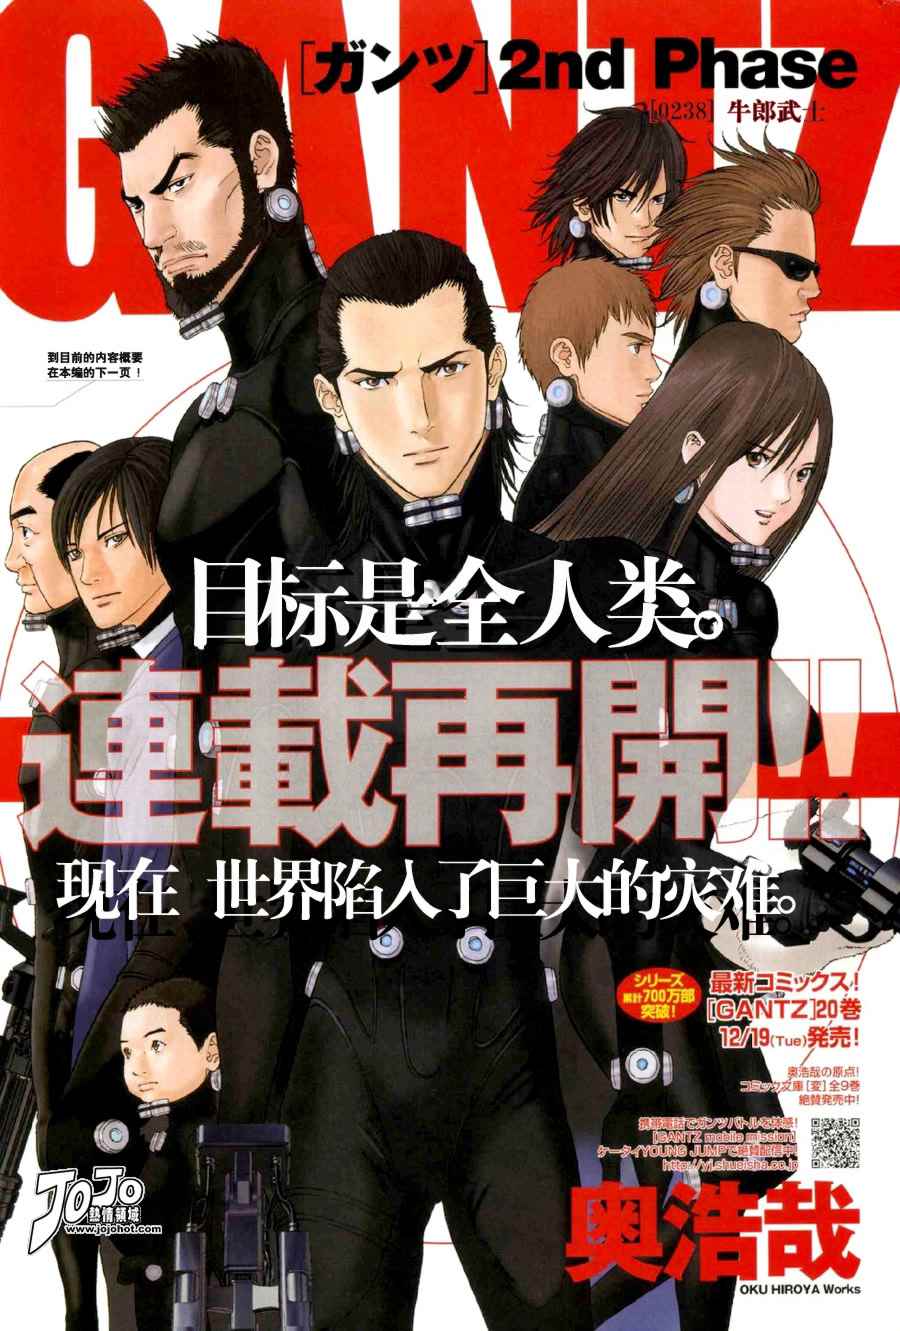 GANTZ
[ガンツ]2nd Phase
[0238] 牛郎武士
到目前的内容概要
在本编的下一页！
目标是全人类。
連載再開!!
现在 世界陷入了巨大的灾难。
シリーズ
累計700万部
突破!
最新コミックス!
[GANTZ]20巻
12/19(Tue)発売!
奥浩哉の原点!
コミック文庫[変]全9巻
絶賛発売中!
携帯電話でガンツバトルを体感!
[GANTZ mobile mission]
ケータイYOUNG JUMPで絶賛配信中!
http://yj.shueisha.co.jp
JOJO
熱情領域
www.jojohot.com
奥浩哉
OKU HIROYA Works